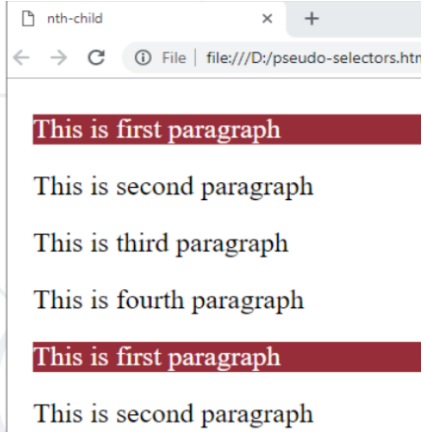 nth-child
File | file:///D:/pseudo-selectors.htm
This is first paragraph
This is second paragraph
This is third paragraph
This is fourth paragraph
This is first paragraph
This is second paragraph